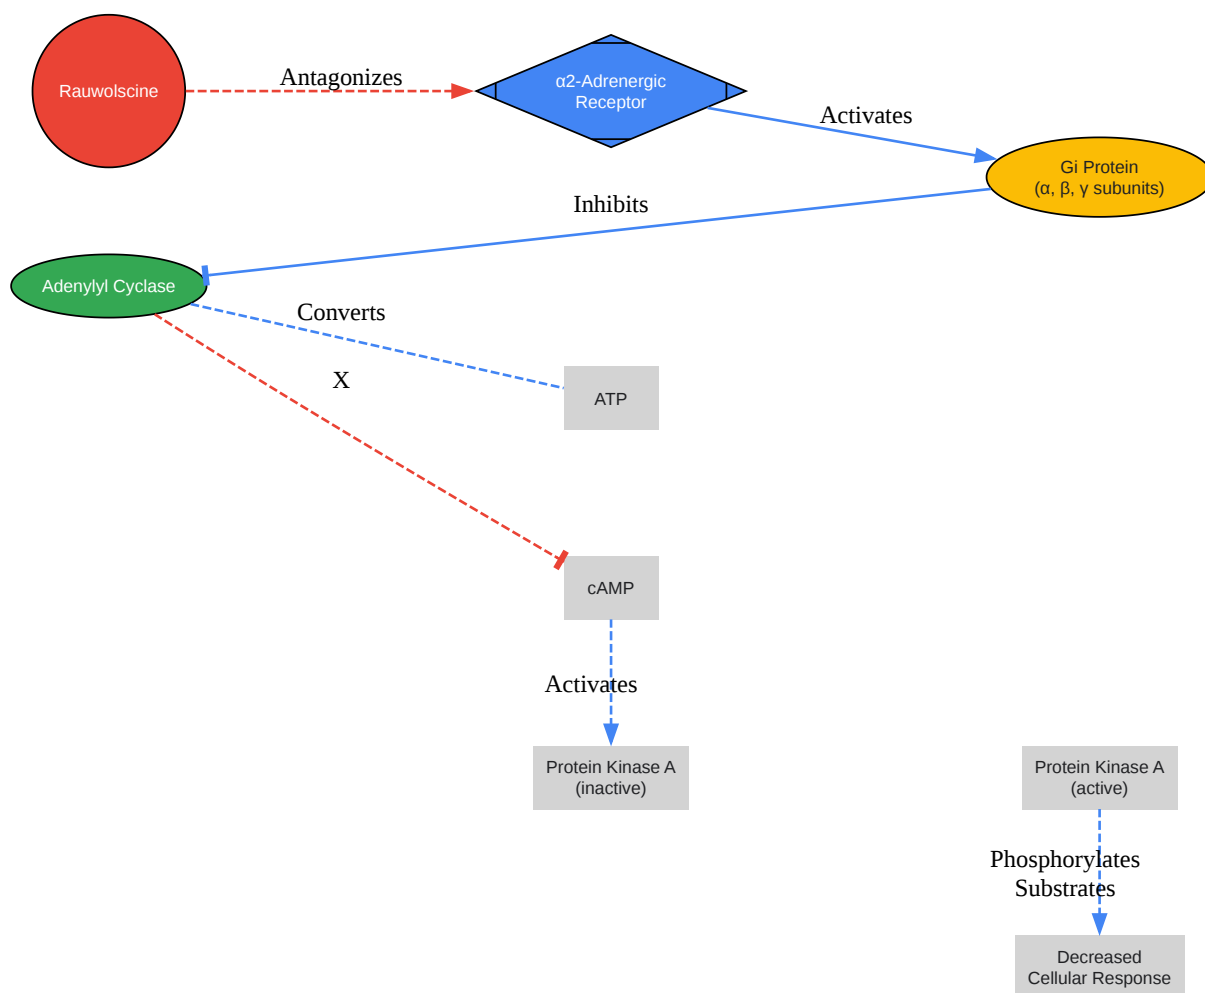 Rauwolscine
Antagonizes
α2-Adrenergic
Receptor
Activates
Gi Protein
(α, β, γ subunits)
Inhibits
Adenylyl Cyclase
Converts
X
ATP
cAMP
Activates
Protein Kinase A
(inactive)
Protein Kinase A
(active)
Phosphorylates
Substrates
Decreased
Cellular Response